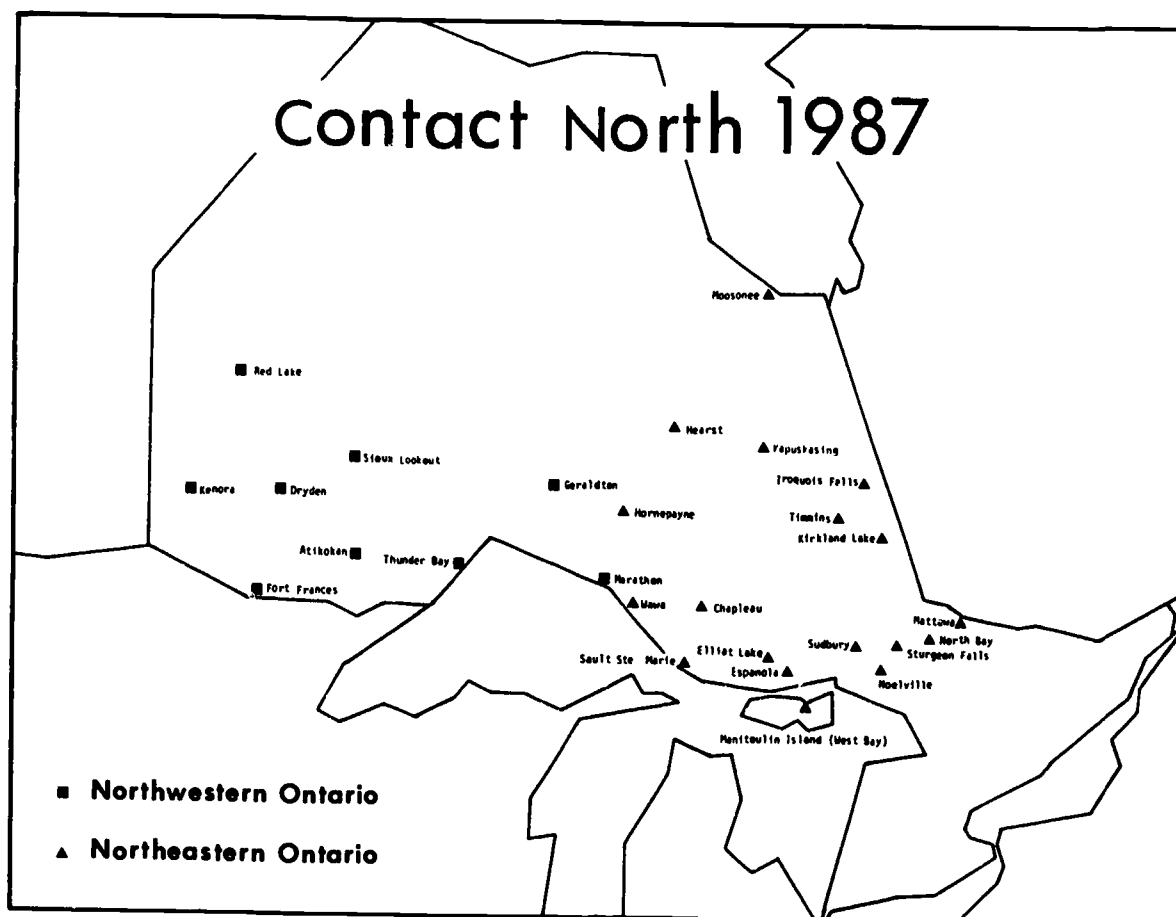 Contact North 1987
Moosonee
Red Lake
Hearst
Kapuskasing
Sioux Lookout
Kenora
Dryden
Geraldton
Iroquois Falls
Hornepayne
Timmins
Kirkland Lake
Atikokan
Thunder Bay
Marathon
Fort Frances
Wawa
Chapleau
Mattawa
North Bay
Sudbury
Sturgeon Falls
Elliat Lake
Sault Ste Marie
Espanola
Noelville
Manitoulin Island (West Bay)
Northwestern Ontario
Northeastern Ontario